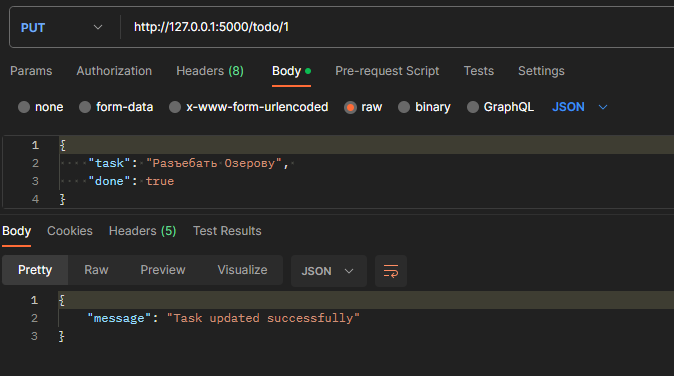 PUT http://127.0.0.1:5000/todo/1
Params Authorization Headers (8) Body Pre-request Script Tests Settings
none form-data x-www-form-urlencoded raw binary GraphQL JSON
1 {
2 "task": "Разъебать Озерову",
3 "done": true
4 }
Body Cookies Headers (5) Test Results
Pretty Raw Preview Visualize JSON
1 {
2 "message": "Task updated successfully"
3 }